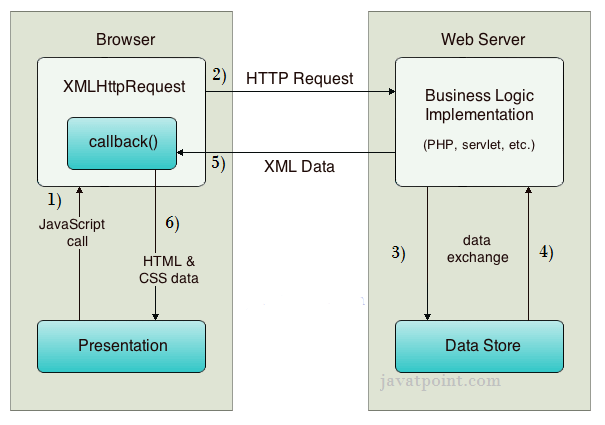 Browser
Web Server
XMLHttpRequest
callback()
2)
HTTP Request
Business Logic
Implementation
(PHP, servlet, etc.)
5)
XML Data
1)
JavaScript
call
6)
HTML &
CSS data
3)
data
exchange
4)
Presentation
Data Store
javatpoint.com